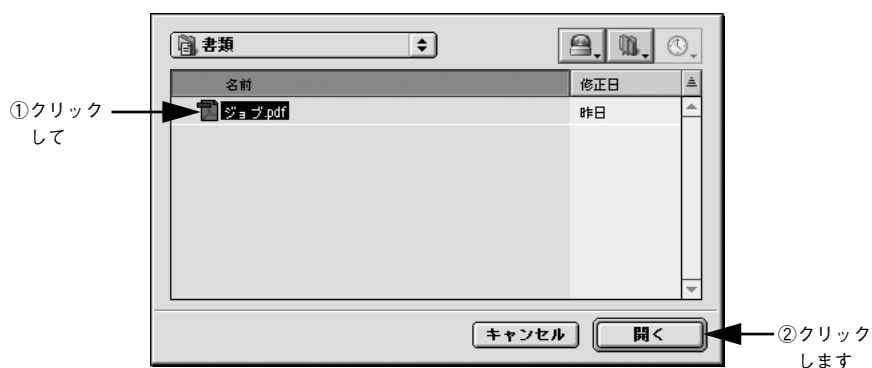 書類
名前 修正日
①クリック
して
ジョブ.pdf 昨日
キャンセル 開く
②クリック
します